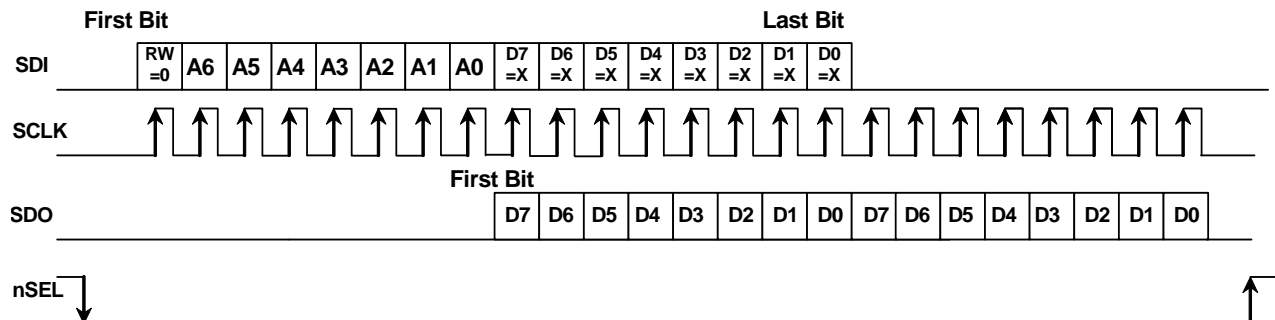 First Bit Last Bit
SDI RW =0 A6 A5 A4 A3 A2 A1 A0 D7 =X D6 =X D5 =X D4 =X D3 =X D2 =X D1 =X D0 =X
SCLK
First Bit
SDO D7 D6 D5 D4 D3 D2 D1 D0 D7 D6 D5 D4 D3 D2 D1 D0
nSEL